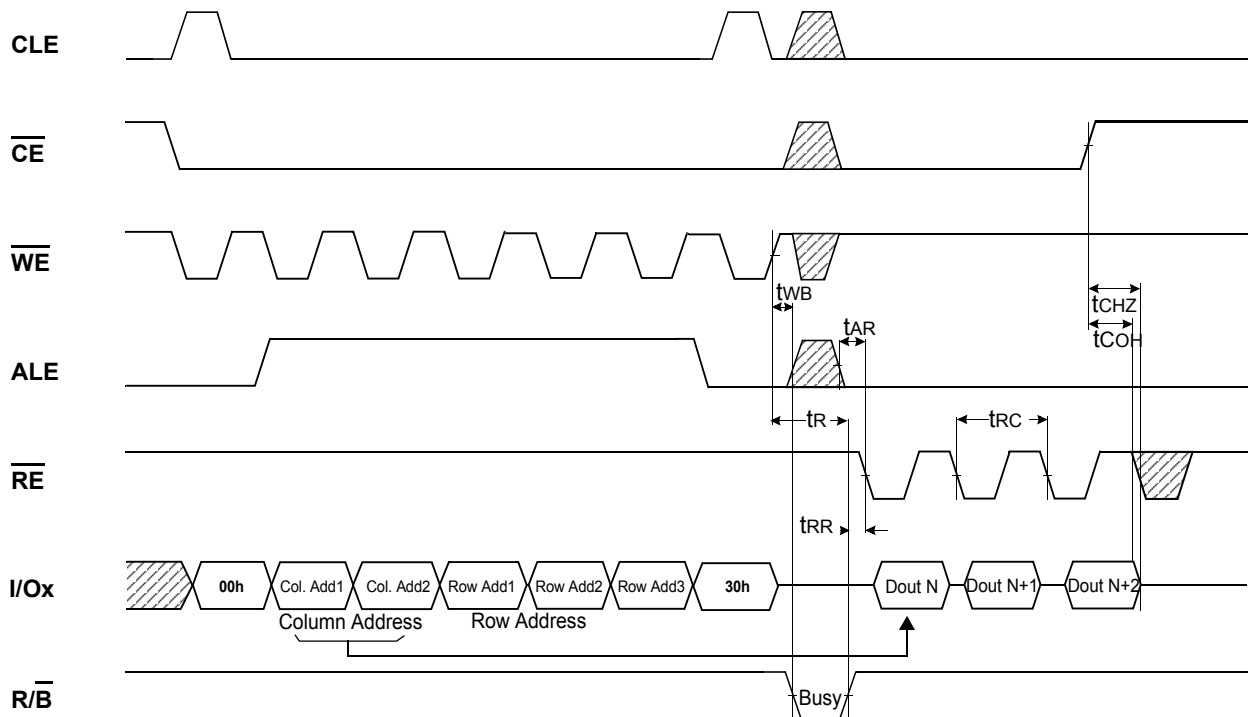 CLE
CE
WE
tWB
tCHZ
tAR
tCOH
ALE
tR
tRC
RE
tRR
I/Ox
00h
Col. Add1
Col. Add2
Row Add1
Row Add2
Row Add3
30h
Dout N
Dout N+1
Dout N+2
Column Address
Row Address
R/B
Busy